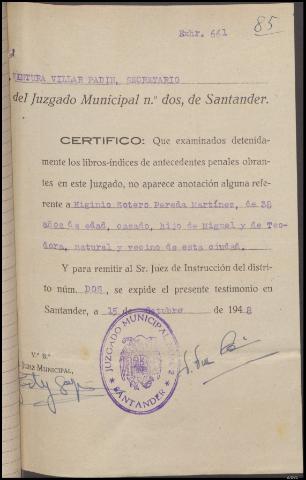 Exhr. 661
85
VENTURA VILLAR PADIN, SECRETARIO
del Juzgado Municipal n.º dos, de Santander.
CERTIFICO: Que examinados detenida-
mente los libros-índices de antecedentes penales obran-
tes en este Juzgado, no aparece anotación alguna refe-
rente a Higinio Sotero Pereda Martínez, de 38
años de edad, casado, hijo de Miguel y de Teo-
dora, natural y vecino de esta ciudad.
Y para remitir al Sr. Juez de Instrucción del distri-
to núm. DOS, se expide el presente testimonio en
Santander, a 15 de Octubre de 1948
V.º B.º
JUEZ MUNICIPAL,
JUZGADO MUNICIPAL
SANTANDER